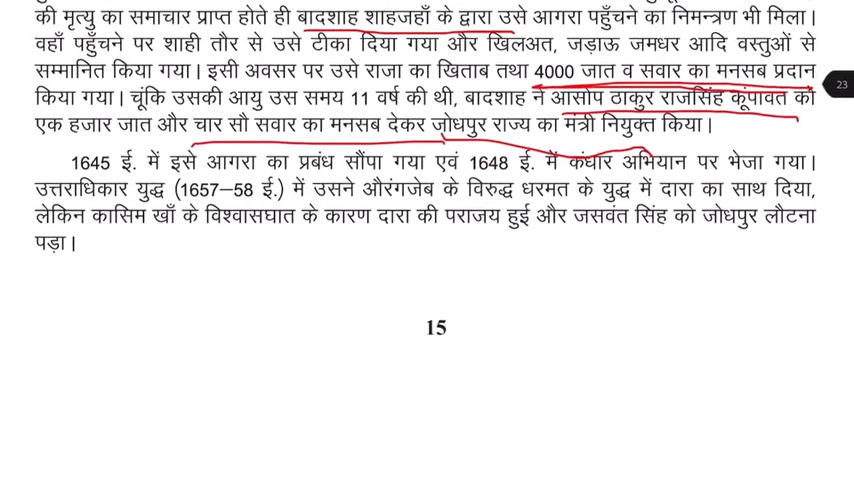 की मृत्यु का समाचार प्राप्त होते ही बादशाह शाहजहाँ के द्वारा उसे आगरा पहुँचने का निमन्त्रण भी मिला।
वहाँ पहुँचने पर शाही तौर से उसे टीका दिया गया और खिलअत, जड़ाऊ जमधर आदि वस्तुओं से
सम्मानित किया गया। इसी अवसर पर उसे राजा का खिताब तथा 4000 जात व सवार का मनसब प्रदान
किया गया। चूंकि उसकी आयु उस समय 11 वर्ष की थी, बादशाह ने आसोप ठाकुर राजसिंह कूंपावत को
23
एक हजार जात और चार सौ सवार का मनसब देकर जोधपुर राज्य का मंत्री नियुक्त किया।
1645 ई. में इसे आगरा का प्रबंध सौंपा गया एवं 1648 ई. में कंधार अभियान पर भेजा गया।
उत्तराधिकार युद्ध (1657–58 ई.) में उसने औरंगजेब के विरुद्ध धरमत के युद्ध में दारा का साथ दिया,
लेकिन कासिम खाँ के विश्वासघात के कारण दारा की पराजय हुई और जसवंत सिंह को जोधपुर लौटना
पड़ा।
15